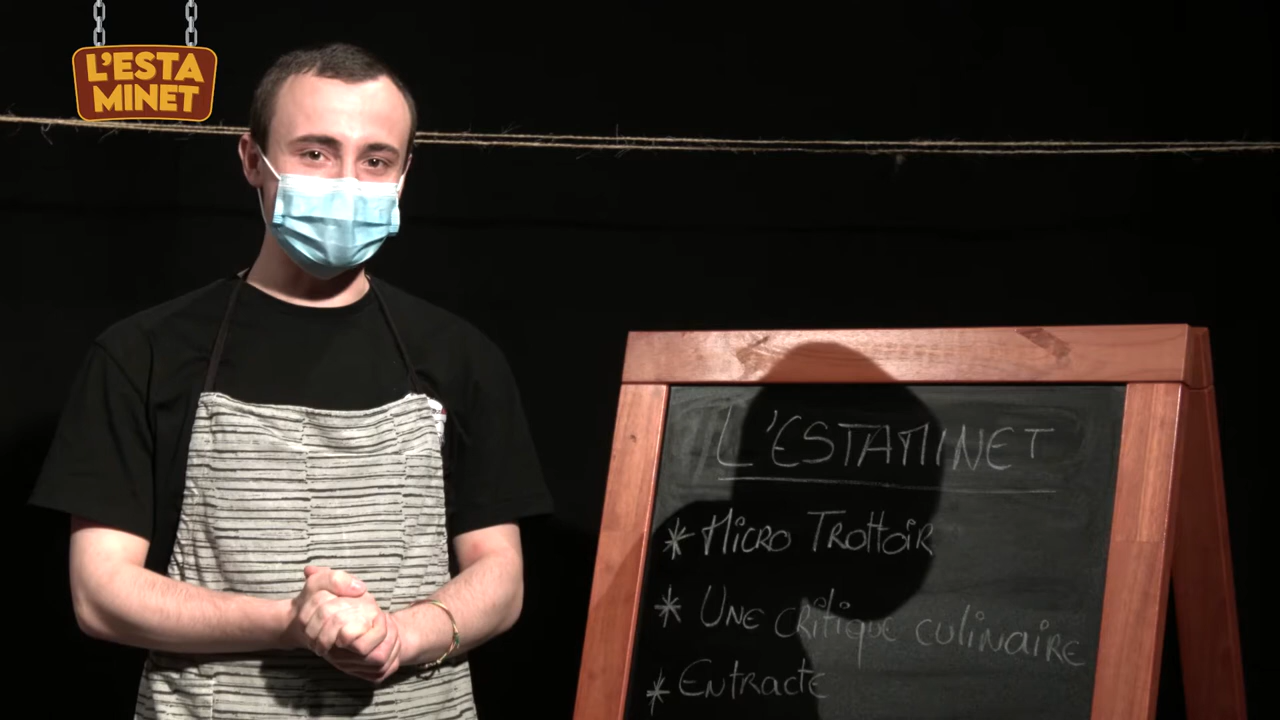 L'ESTA
MINET
L'ESTAMINET
* Micro Trottoir
* Une critique culinaire
* Entracte